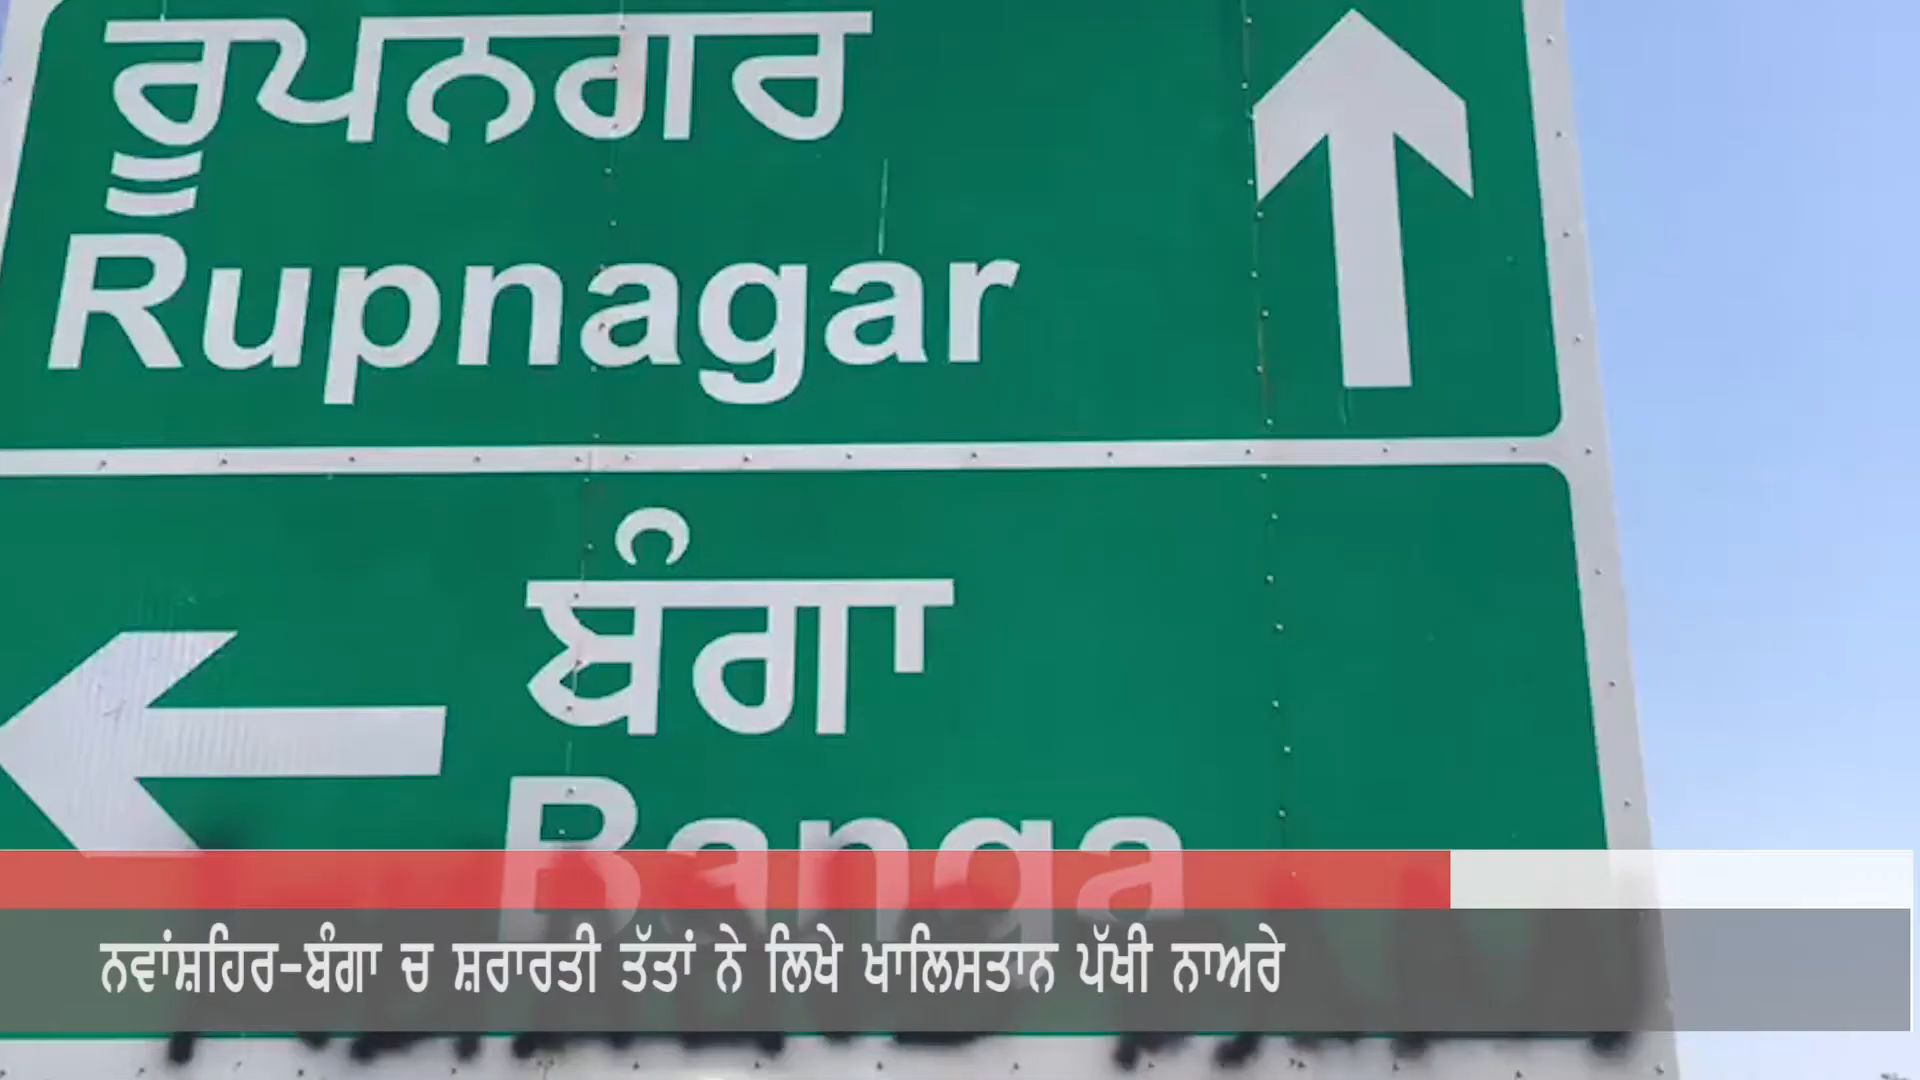 ਰੂਪਨਗਰ
Rupnagar
ਬੰਗਾ
Banga
ਨਵਾਂਸ਼ਹਿਰ-ਬੰਗਾ ਚ ਸ਼ਰਾਰਤੀ ਤੱਤਾਂ ਨੇ ਲਿਖੇ ਖਾਲਿਸਤਾਨ ਪੱਖੀ ਨਾਅਰੇ